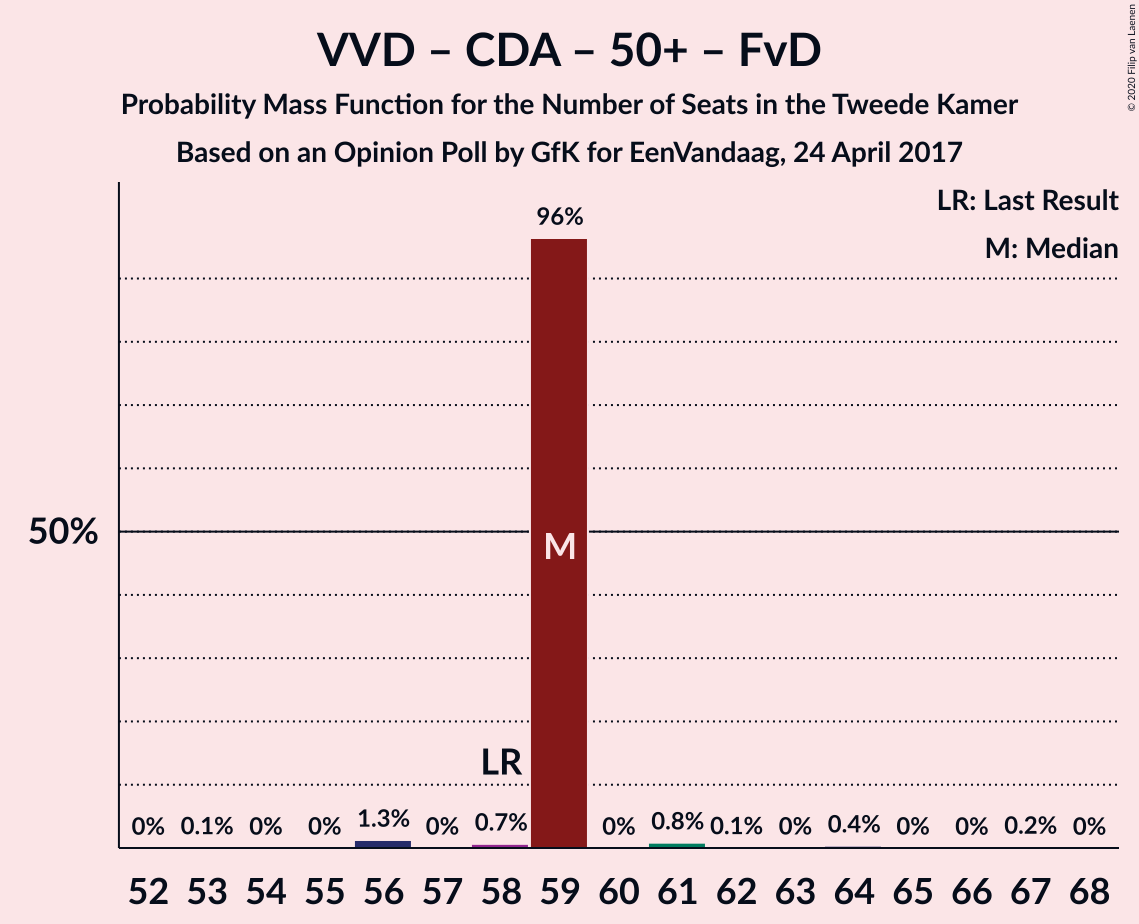 © 2020 Filip van Laenen
VVD – CDA – 50+ – FvD
Probability Mass Function for the Number of Seats in the Tweede Kamer
Based on an Opinion Poll by GfK for EenVandaag, 24 April 2017
LR: Last Result
M: Median
96%
50%
M
LR
0% 0.1% 0% 0% 1.3% 0% 0.7% 0% 0.8% 0.1% 0% 0.4% 0% 0% 0.2% 0%
52 53 54 55 56 57 58 59 60 61 62 63 64 65 66 67 68